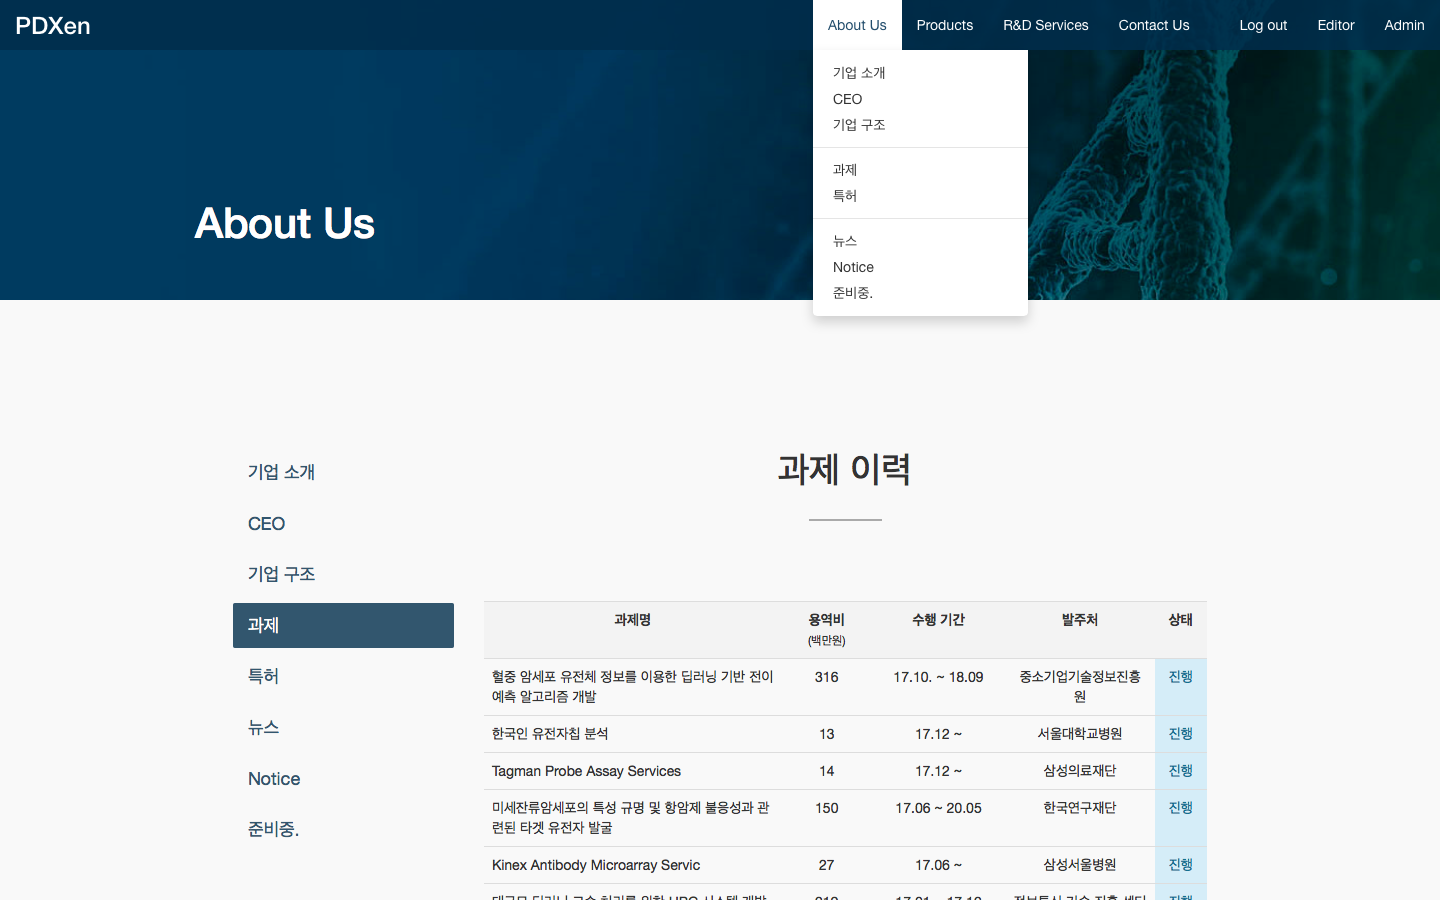 PDXen
About Us Products R&D Services Contact Us Log out Editor Admin
기업 소개
CEO
기업 구조
과제
특허
뉴스
Notice
준비중.
About Us
기업 소개
CEO
기업 구조
과제
특허
뉴스
Notice
준비중.
과제 이력
과제명 용역비 수행 기간 발주처 상태
(백만원)
혈중 암세포 유전체 정보를 이용한 딥러닝 기반 전이 316 17.10. ~ 18.09 중소기업기술정보진흥 진행
예측 알고리즘 개발 원
한국인 유전자칩 분석 13 17.12 ~ 서울대학교병원 진행
Tagman Probe Assay Services 14 17.12 ~ 삼성의료재단 진행
미세잔류암세포의 특성 규명 및 항암제 불응성과 관 150 17.06 ~ 20.05 한국연구재단 진행
련된 타겟 유전자 발굴
Kinex Antibody Microarray Servic 27 17.06 ~ 삼성서울병원 진행